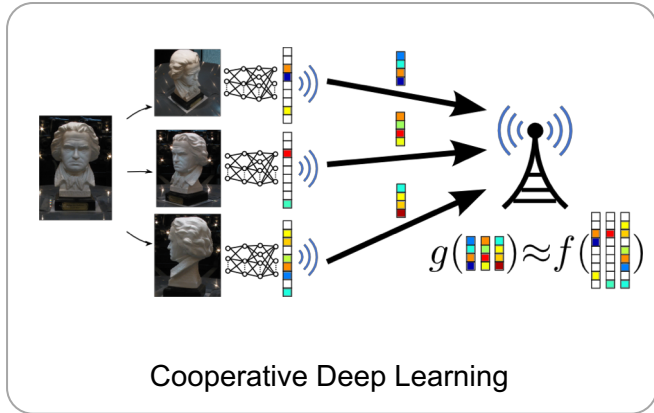 g( ) ≈ f( )
Cooperative Deep Learning